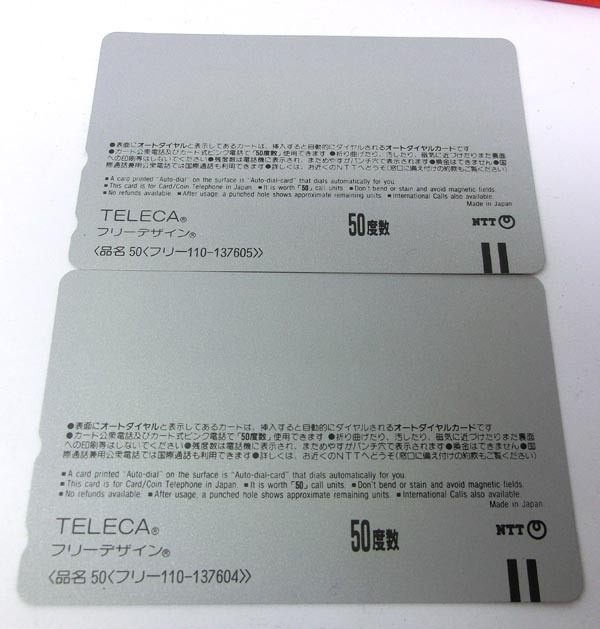 ●表面にオートダイヤルと表示してあるカードは、挿入すると自動的にダイヤルされるオートダイヤルカードです
●カード公衆電話及びカード式ピンク電話で「50度数」使用できます ●折り曲げたり、汚したり、磁気に近づけたりまた裏面
への印刷等はしないでください ●残度数は電話機に表示され、まためやすがパンチ穴で表示されます ●換金はできません ●国
際通話兼用公衆電話では国際通話も利用できます ●詳しくは、お近くのNTTへどうぞ(窓口に備え付けの約款もご覧ください)
■ A card printed "Auto-dial" on the surface is "Auto-dial-card" that dials automatically for you.
■ This card is for Card/Coin Telephone in Japan. ■ It is worth「50」call units. ■ Don't bend or stain and avoid magnetic fields.
■ No refunds available. ■ After usage, a punched hole shows approximate remaining units. ■ International Calls also available.
Made in Japan
TELECA®
フリーデザイン®
50度数
NTT
〈品名 50〈フリー110-137605〉〉
●表面にオートダイヤルと表示してあるカードは、挿入すると自動的にダイヤルされるオートダイヤルカードです
●カード公衆電話及びカード式ピンク電話で「50度数」使用できます ●折り曲げたり、汚したり、磁気に近づけたりまた裏面
への印刷等はしないでください ●残度数は電話機に表示され、まためやすがパンチ穴で表示されます ●換金はできません ●国
際通話兼用公衆電話では国際通話も利用できます ●詳しくは、お近くのNTTへどうぞ(窓口に備え付けの約款もご覧ください)
■ A card printed "Auto-dial" on the surface is "Auto-dial-card" that dials automatically for you.
■ This card is for Card/Coin Telephone in Japan. ■ It is worth「50」call units. ■ Don't bend or stain and avoid magnetic fields.
■ No refunds available. ■ After usage, a punched hole shows approximate remaining units. ■ International Calls also available.
Made in Japan
TELECA®
フリーデザイン®
50度数
NTT
〈品名 50〈フリー110-137604〉〉